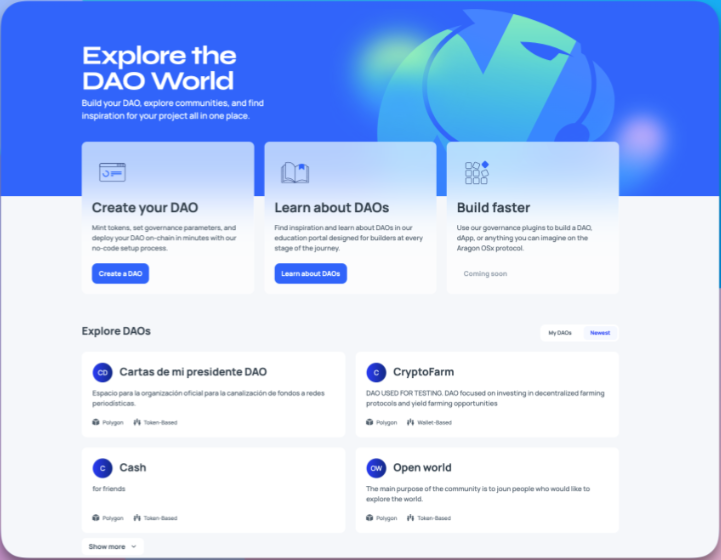 Explore the
DAO World
Build your DAO, explore communities, and find
inspiration for your project all in one place.
Create your DAO
Mint tokens, set governance parameters, and
deploy your DAO on-chain in minutes with our
no-code setup process.
Create a DAO
Learn about DAOs
Find inspiration and learn about DAOs in our
education portal designed for builders at every
stage of the journey.
Learn about DAOs
Build faster
Use our governance plugins to build a DAO,
dApp, or anything you can imagine on the
Aragon OSx protocol.
Coming soon
Explore DAOs
My DAOs Newest
CD Cartas de mi presidente DAO
Espacio para la organización oficial para la canalización de fondos a redes
periodísticas.
Polygon Token-Based
C CryptoFarm
DAO USED FOR TESTING. DAO focused on investing in decentralized farming
protocols and yield farming opportunities
Polygon Wallet-Based
C Cash
for friends
Polygon Token-Based
OW Open world
The main purpose of the community is to joun people who would like to
explore the world.
Polygon Token-Based
Show more